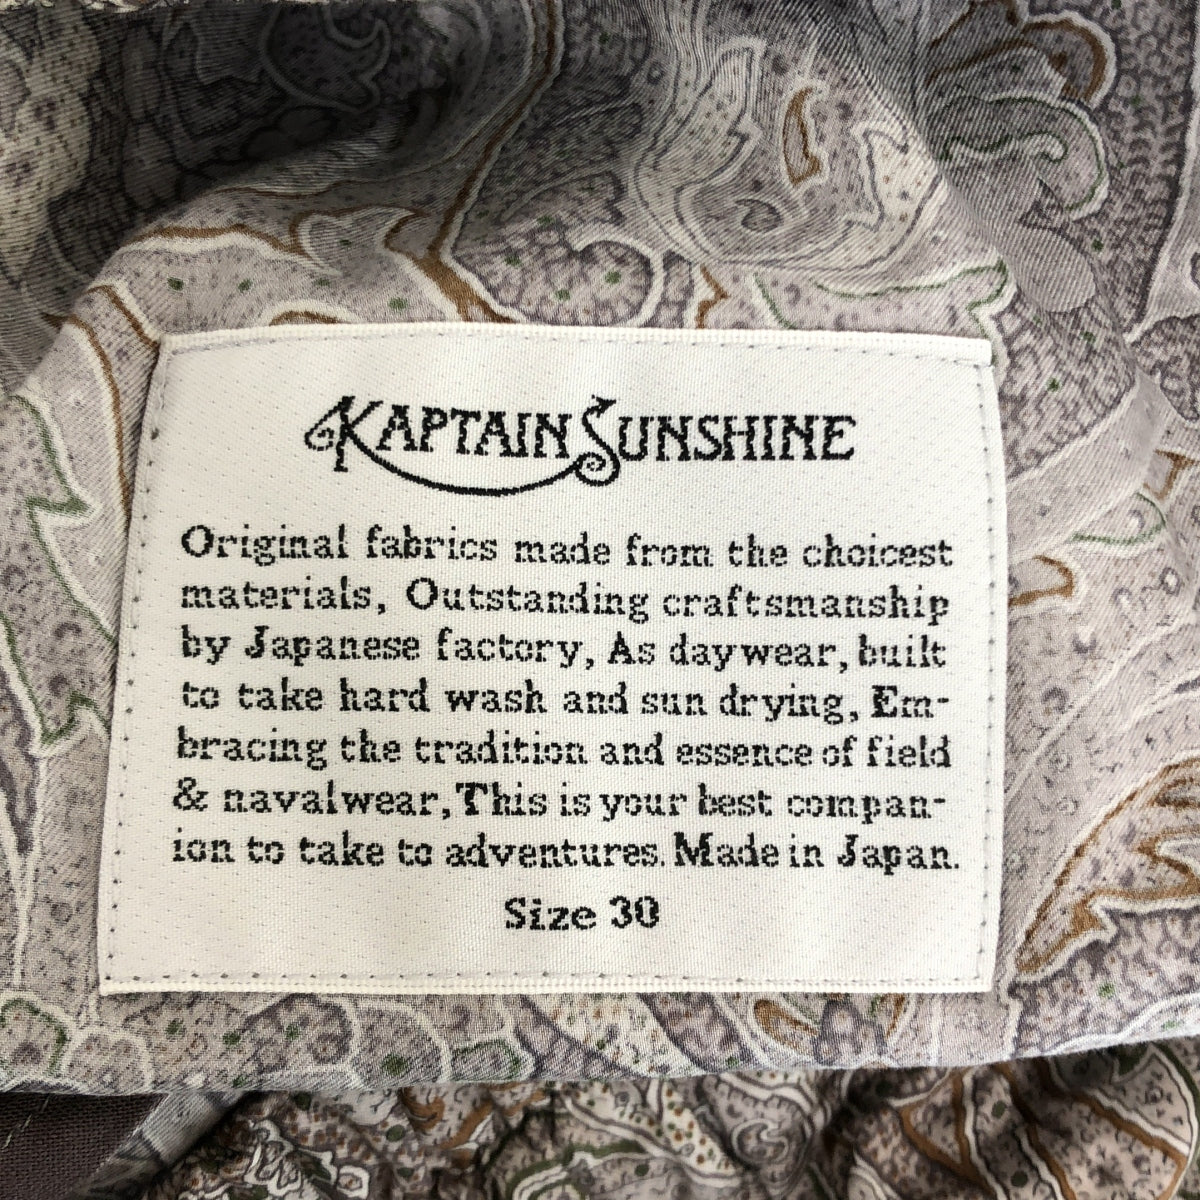 KAPTAIN SUNSHINE
Original fabrics made from the choicest
materials, Outstanding craftsmanship
by Japanese factory, As daywear, built
to take hard wash and sun drying, Em-
bracing the tradition and essence of field
& navalwear, This is your best compan-
ion to take to adventures. Made in Japan.
Size 30